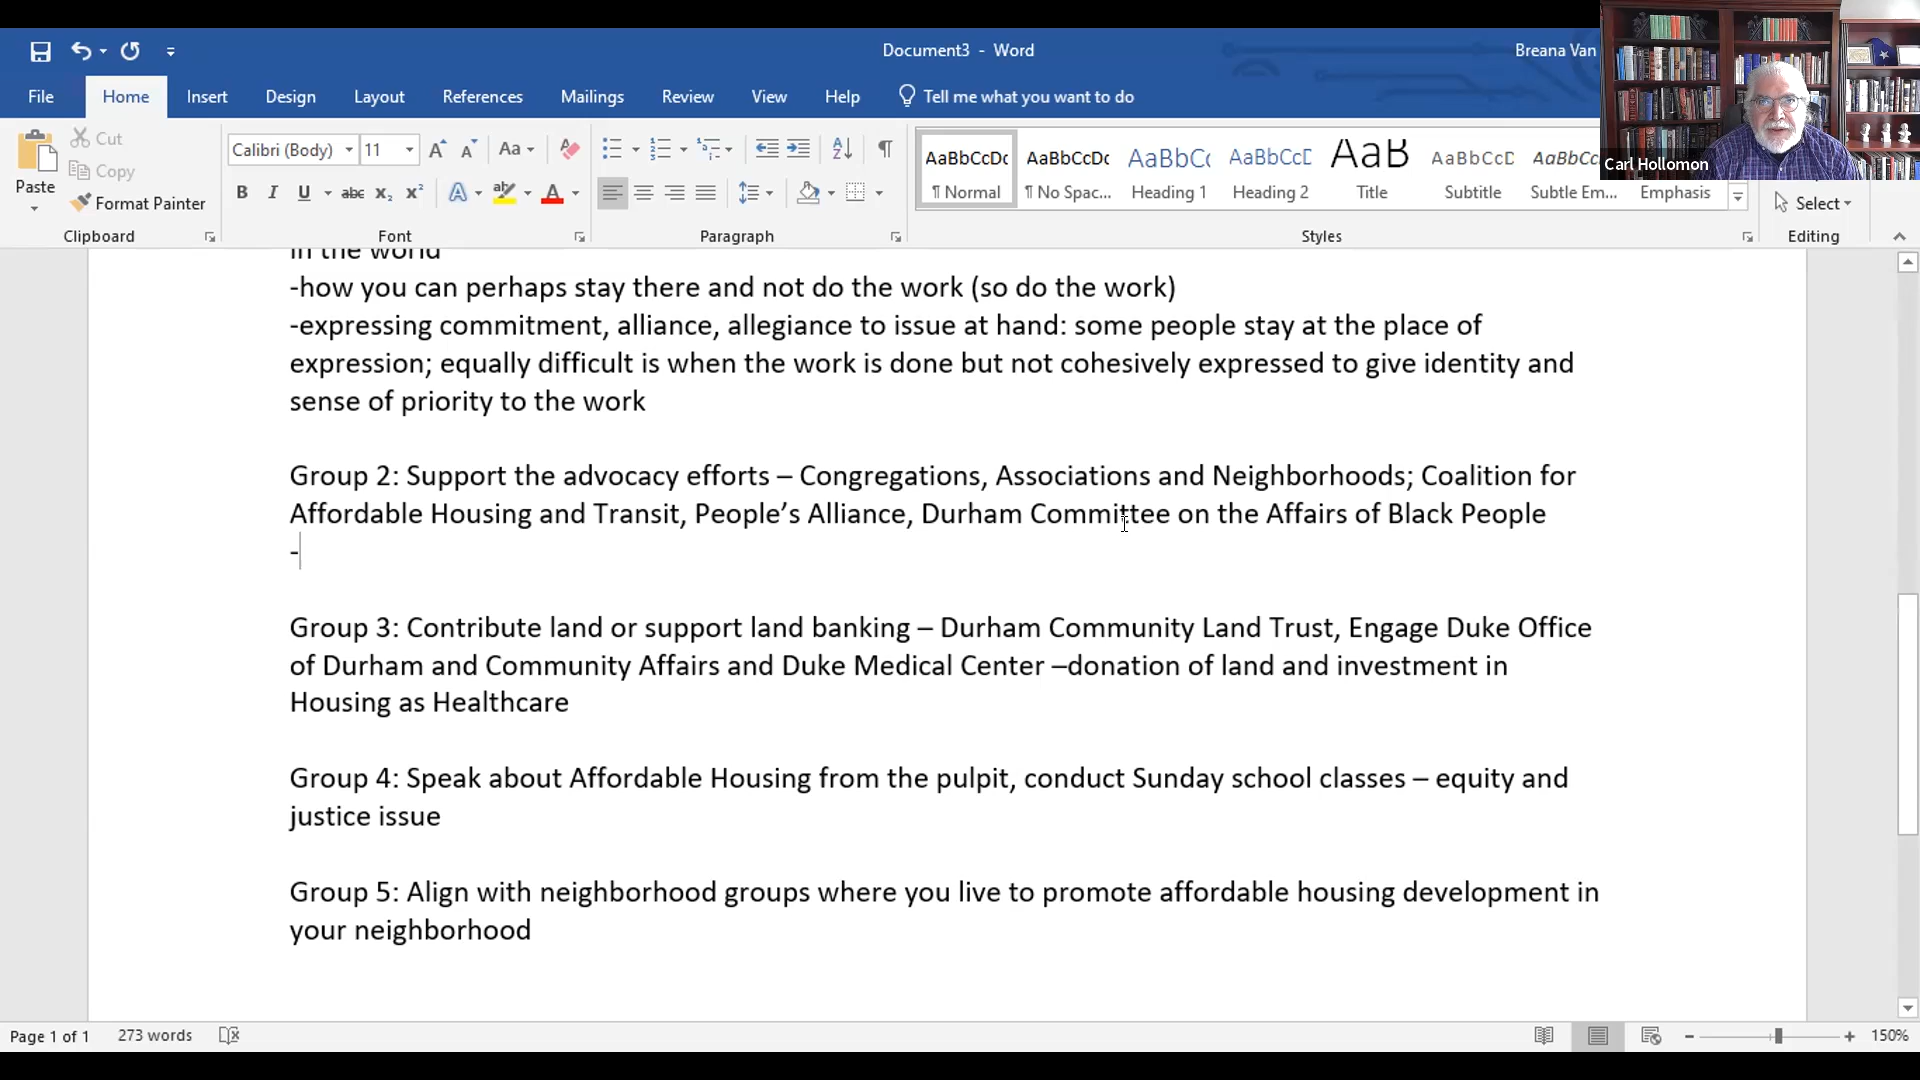 Document3 - Word
Breana Van
File Home Insert Design Layout References Mailings Review View Help Tell me what you want to do
Cut
Copy
Paste
Format Painter
Clipboard
Calibri (Body) 11
Font
Paragraph
AaBbCcDc AaBbCcDc AaBbC AaBbCcD AaB AaBbCcD AaBbCc
¶ Normal ¶ No Spac... Heading 1 Heading 2 Title Subtitle Subtle Em... Emphasis
Styles
Carl Hollomon
Select
Editing
in the world
-how you can perhaps stay there and not do the work (so do the work)
-expressing commitment, alliance, allegiance to issue at hand: some people stay at the place of
expression; equally difficult is when the work is done but not cohesively expressed to give identity and
sense of priority to the work
Group 2: Support the advocacy efforts – Congregations, Associations and Neighborhoods; Coalition for
Affordable Housing and Transit, People’s Alliance, Durham Committee on the Affairs of Black People
-
Group 3: Contribute land or support land banking – Durham Community Land Trust, Engage Duke Office
of Durham and Community Affairs and Duke Medical Center –donation of land and investment in
Housing as Healthcare
Group 4: Speak about Affordable Housing from the pulpit, conduct Sunday school classes – equity and
justice issue
Group 5: Align with neighborhood groups where you live to promote affordable housing development in
your neighborhood
Page 1 of 1 273 words
150%